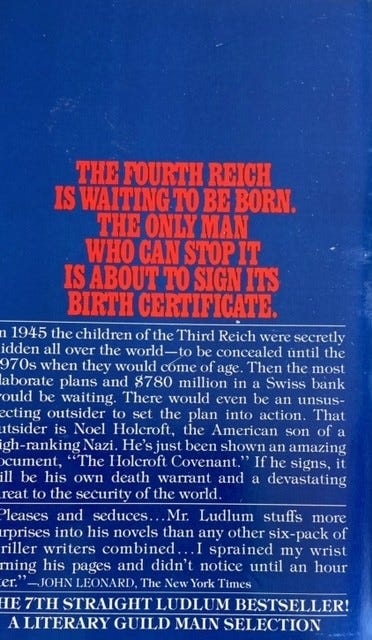 THE FOURTH REICH
IS WAITING TO BE BORN.
THE ONLY MAN
WHO CAN STOP IT
IS ABOUT TO SIGN ITS
BIRTH CERTIFICATE.
n 1945 the children of the Third Reich were secretly
idden all over the world—to be concealed until the
970s when they would come of age. Then the most
laborate plans and $780 million in a Swiss bank
ould be waiting. There would even be an unsus-
ecting outsider to set the plan into action. That
utsider is Noel Holcroft, the American son of a
igh-ranking Nazi. He's just been shown an amazing
ocument, "The Holcroft Covenant." If he signs, it
ill be his own death warrant and a devastating
reat to the security of the world.
Pleases and seduces...Mr. Ludlum stuffs more
urprises into his novels than any other six-pack of
riller writers combined...I sprained my wrist
rning his pages and didn't notice until an hour
ter."—JOHN LEONARD, The New York Times
HE 7TH STRAIGHT LUDLUM BESTSELLER!
A LITERARY GUILD MAIN SELECTION